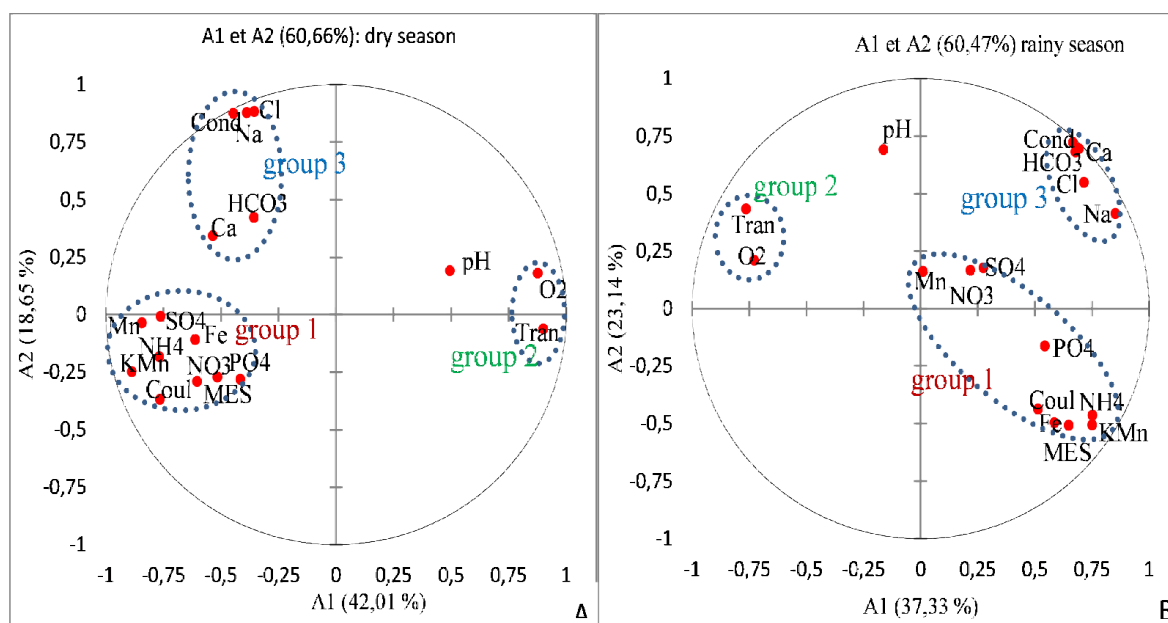 A1 et A2 (60,66%): dry season
1
0,75
0,5
0,25
0
-0,25
-0,5
-0,75
-1
A2 (18,65 %)
Cond
Cl
Na
group 3
HCO3
Ca
pH
O2
Tran
group 2
Mn
SO4
group 1
Fe
NH4
KMn
NO3
PO4
Coul
MES
-1 -0,75 -0,5 -0,25 0 0,25 0,5 0,75 1
A1 (42,01 %)
A
A1 et A2 (60,47%) rainy season
1
0,75
0,5
0,25
0
-0,25
-0,5
-0,75
-1
A2 (23,14 %)
pH
Cond
Ca
HCO3
group 2
Cl
group 3
Tran
Na
O2
SO4
Mn
NO3
PO4
group 1
Coul
NH4
Fe
KMn
MES
-1 -0,75 -0,5 -0,25 0 0,25 0,5 0,75 1
A1 (37,33 %)
B